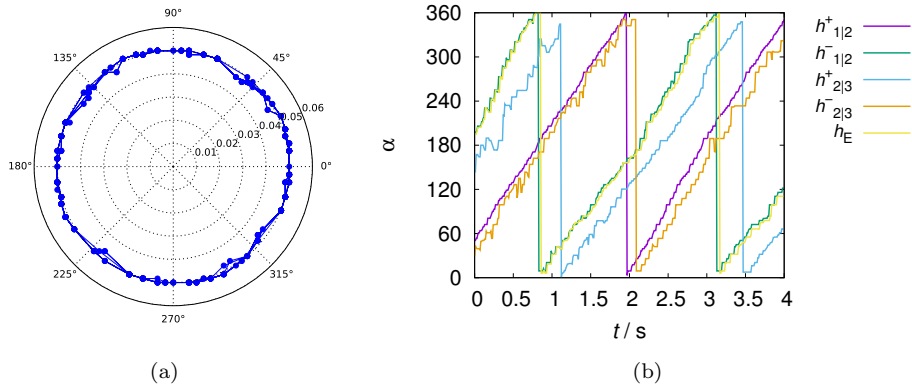 90°
135°
45°
180°
0°
225°
315°
270°
0.01
0.02
0.03
0.04
0.05
0.06
(a)
360
300
240
180
120
60
0
α
0 0.5 1 1.5 2 2.5 3 3.5 4
t / s
h⁺1|2
h⁻1|2
h⁺2|3
h⁻2|3
hE
(b)